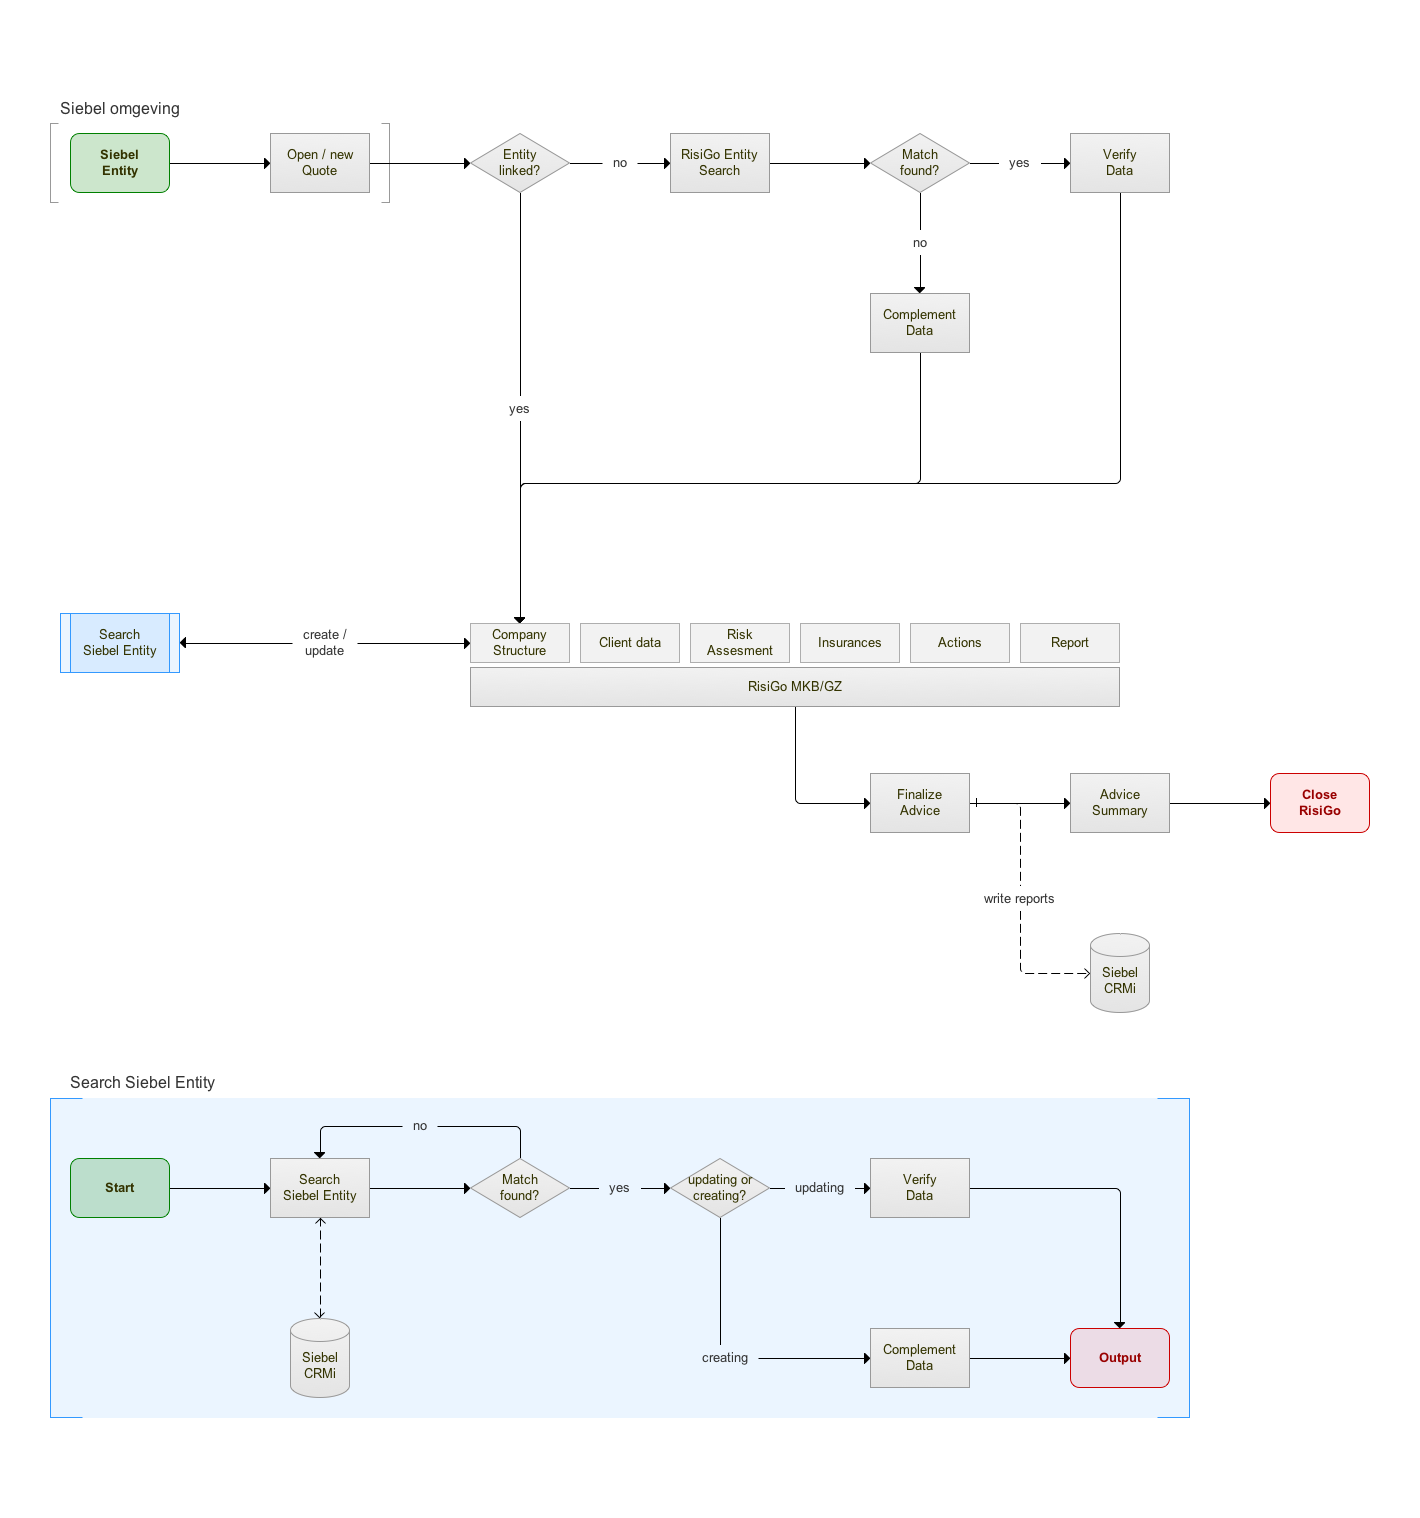 Siebel omgeving
Siebel
Entity
Open / new
Quote
Entity
linked?
no
RisiGo Entity
Search
Match
found?
yes
Verify
Data
no
Complement
Data
yes
Search
Siebel Entity
create /
update
Company
Structure
Client data
Risk
Assesment
Insurances
Actions
Report
RisiGo MKB/GZ
Finalize
Advice
Advice
Summary
Close
RisiGo
write reports
Siebel
CRMi
Search Siebel Entity
no
Start
Search
Siebel Entity
Match
found?
yes
updating or
creating?
updating
Verify
Data
Siebel
CRMi
creating
Complement
Data
Output